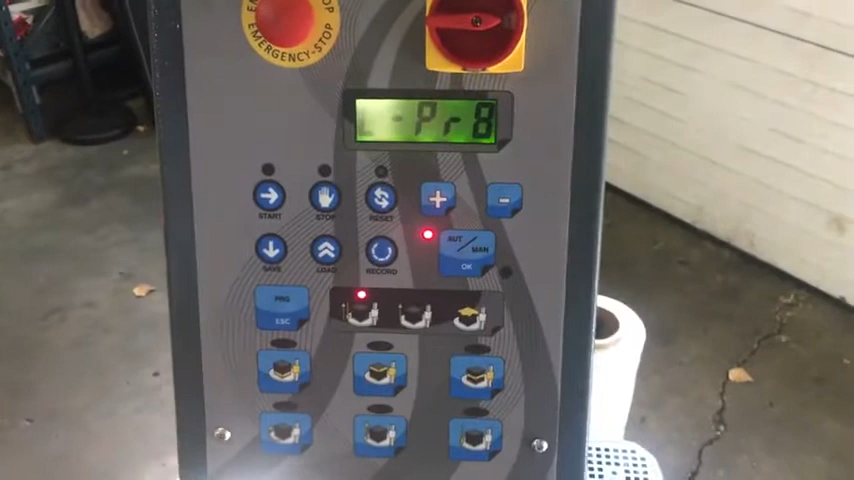 EMERGENCY-STOP
-Pr8
+
-
START
STOP
RESET
AUT/MAN
OK
SAVE
LOAD
RECORD
PRG
ESC